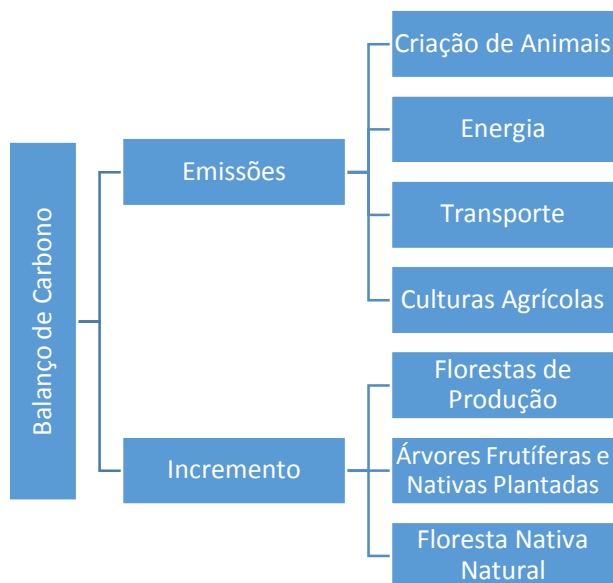 Balanço de Carbono
Emissões
Criação de Animais
Energia
Transporte
Culturas Agrícolas
Incremento
Florestas de
Produção
Árvores Frutíferas e
Nativas Plantadas
Floresta Nativa
Natural